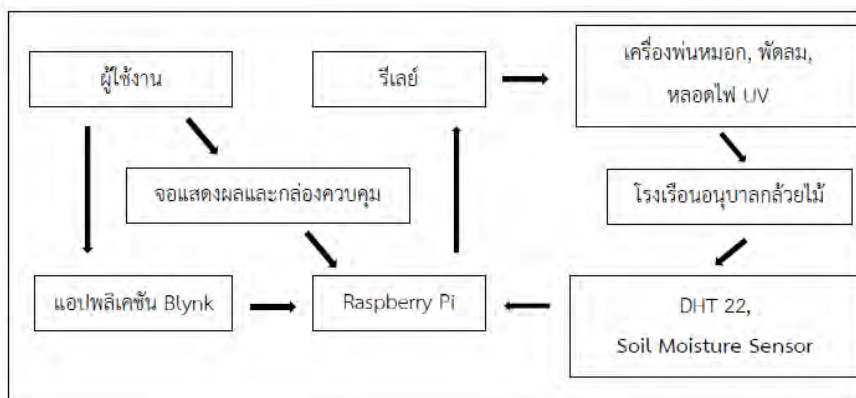 ผู้ใช้งาน
รีเลย์
เครื่องพ่นหมอก, พัดลม,
หลอดไฟ UV
จอแสดงผลและกล่องควบคุม
โรงเรือนอนุบาลกล้วยไม้
แอปพลิเคชัน Blynk
Raspberry Pi
DHT 22,
Soil Moisture Sensor